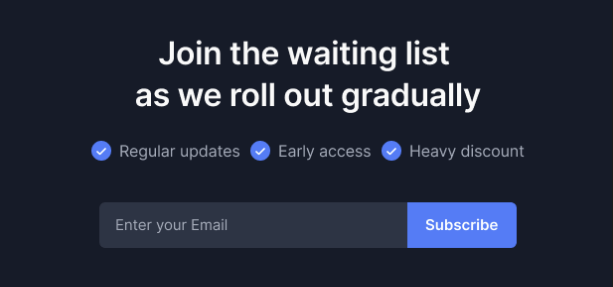 Join the waiting list
as we roll out gradually
Regular updates Early access Heavy discount
Enter your Email Subscribe